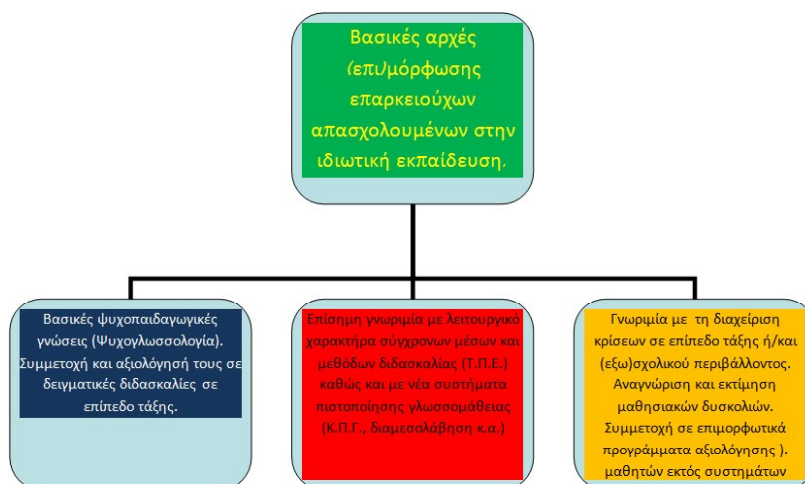 Βασικές αρχές
(επι)μόρφωσης
επαρκειούχων
απασχολουμένων στην
ιδιωτική εκπαίδευση.
Βασικές ψυχοπαιδαγωγικές
γνώσεις (Ψυχογλωσσολογία).
Συμμετοχή και αξιολόγησή τους σε
δειγματικές διδασκαλίες σε
επίπεδο τάξης.
Επίσημη γνωριμία με λειτουργικό
χαρακτήρα σύγχρονων μέσων και
μεθόδων διδασκαλίας (Τ.Π.Ε.)
καθώς και με νέα συστήματα
πιστοποίησης γλωσσομάθειας
(Κ.Π.Γ., διαμεσολάβηση κ.α.)
Γνωριμία με τη διαχείριση
κρίσεων σε επίπεδο τάξης ή/και
(εξω)σχολικού περιβάλλοντος.
Αναγνώριση και εκτίμηση
μαθησιακών δυσκολιών.
Συμμετοχή σε επιμορφωτικά
προγράμματα αξιολόγησης ).
μαθητών εκτός συστημάτων